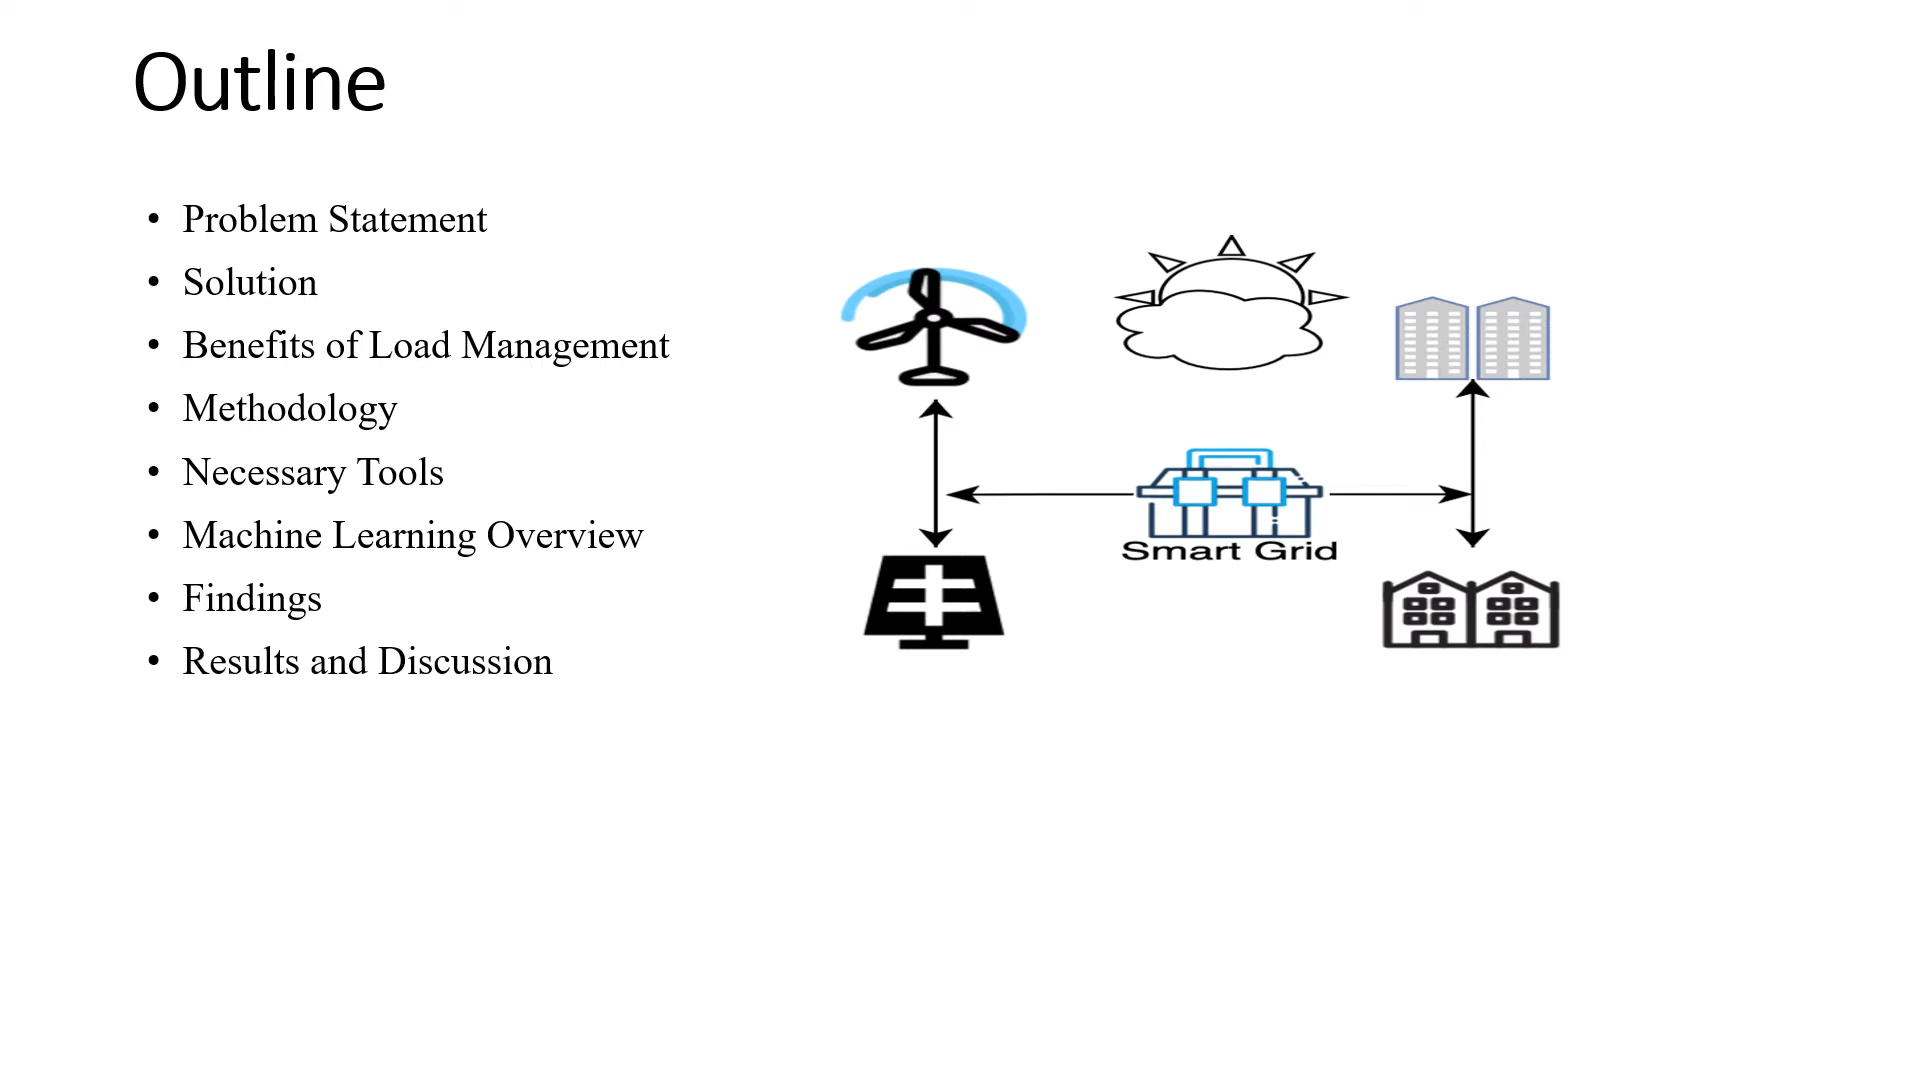 Outline
• Problem Statement
• Solution
• Benefits of Load Management
• Methodology
• Necessary Tools
• Machine Learning Overview
• Findings
• Results and Discussion
Smart Grid